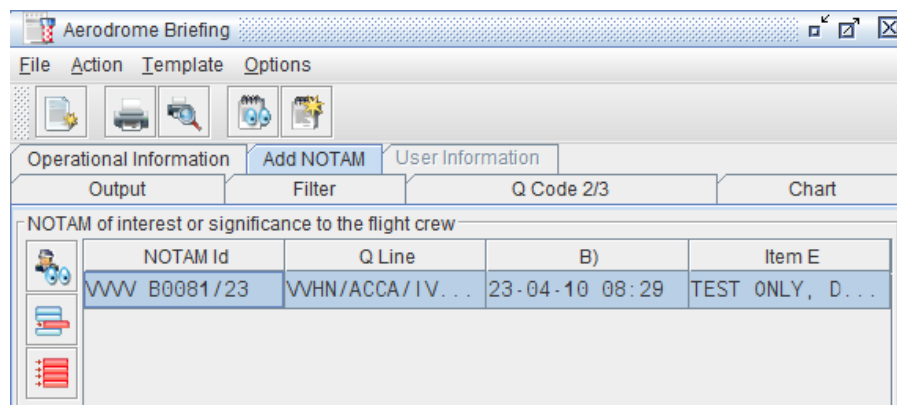 Aerodrome Briefing
File Action Template Options
Operational Information Add NOTAM User Information
Output Filter Q Code 2/3 Chart
NOTAM of interest or significance to the flight crew
NOTAM Id Q Line B) Item E
VVVV B0081/23 VVHN/ACCA/IV... 23-04-10 08:29 TEST ONLY, D...